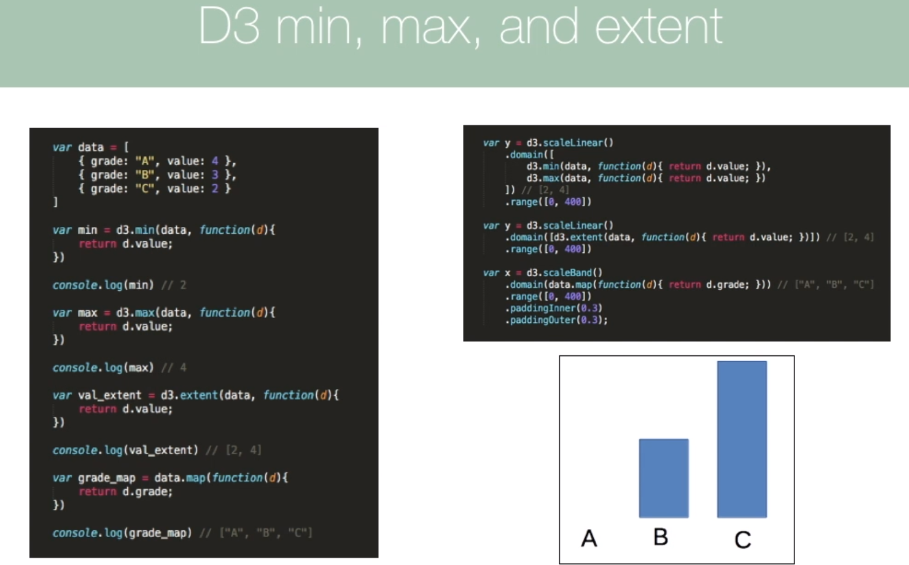 D3 min, max, and extent
var data = [
{ grade: "A", value: 4 },
{ grade: "B", value: 3 },
{ grade: "C", value: 2 }
]
var min = d3.min(data, function(d){
return d.value;
})
console.log(min) // 2
var max = d3.max(data, function(d){
return d.value;
})
console.log(max) // 4
var val_extent = d3.extent(data, function(d){
return d.value;
})
console.log(val_extent) // [2, 4]
var grade_map = data.map(function(d){
return d.grade;
})
console.log(grade_map) // ["A", "B", "C"]
var y = d3.scaleLinear()
.domain([
d3.min(data, function(d){ return d.value; }),
d3.max(data, function(d){ return d.value; })
]) // [2, 4]
.range([0, 400])
var y = d3.scaleLinear()
.domain([d3.extent(data, function(d){ return d.value; })]) // [2, 4]
.range([0, 400])
var x = d3.scaleBand()
.domain(data.map(function(d){ return d.grade; })) // ["A", "B", "C"]
.range([0, 400])
.paddingInner(0.3)
.paddingOuter(0.3);
A B C